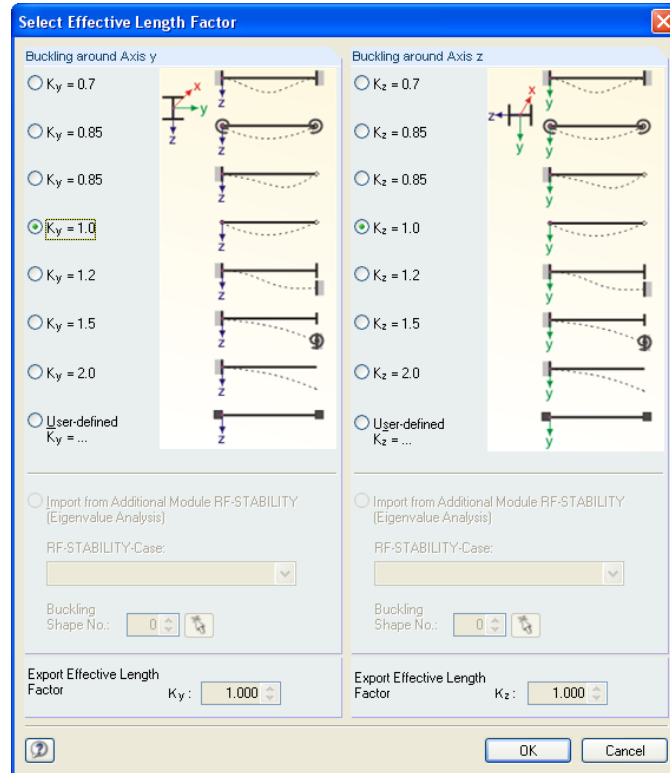 Select Effective Length Factor
Buckling around Axis y
Ky = 0.7
x
y
z
z
Ky = 0.85
z
Ky = 0.85
z
Ky = 1.0
z
Ky = 1.2
z
Ky = 1.5
z
Ky = 2.0
z
User-defined
Ky = ...
z
Import from Additional Module RF-STABILITY
(Eigenvalue Analysis)
RF-STABILITY-Case:
Buckling
Shape No.: 0
Export Effective Length
Factor Ky : 1.000
Buckling around Axis z
Kz = 0.7
x
z
y
y
Kz = 0.85
y
Kz = 0.85
y
Kz = 1.0
y
Kz = 1.2
y
Kz = 1.5
y
Kz = 2.0
y
User-defined
Kz = ...
y
Import from Additional Module RF-STABILITY
(Eigenvalue Analysis)
RF-STABILITY-Case:
Buckling
Shape No.: 0
Export Effective Length
Factor Kz : 1.000
?
OK
Cancel